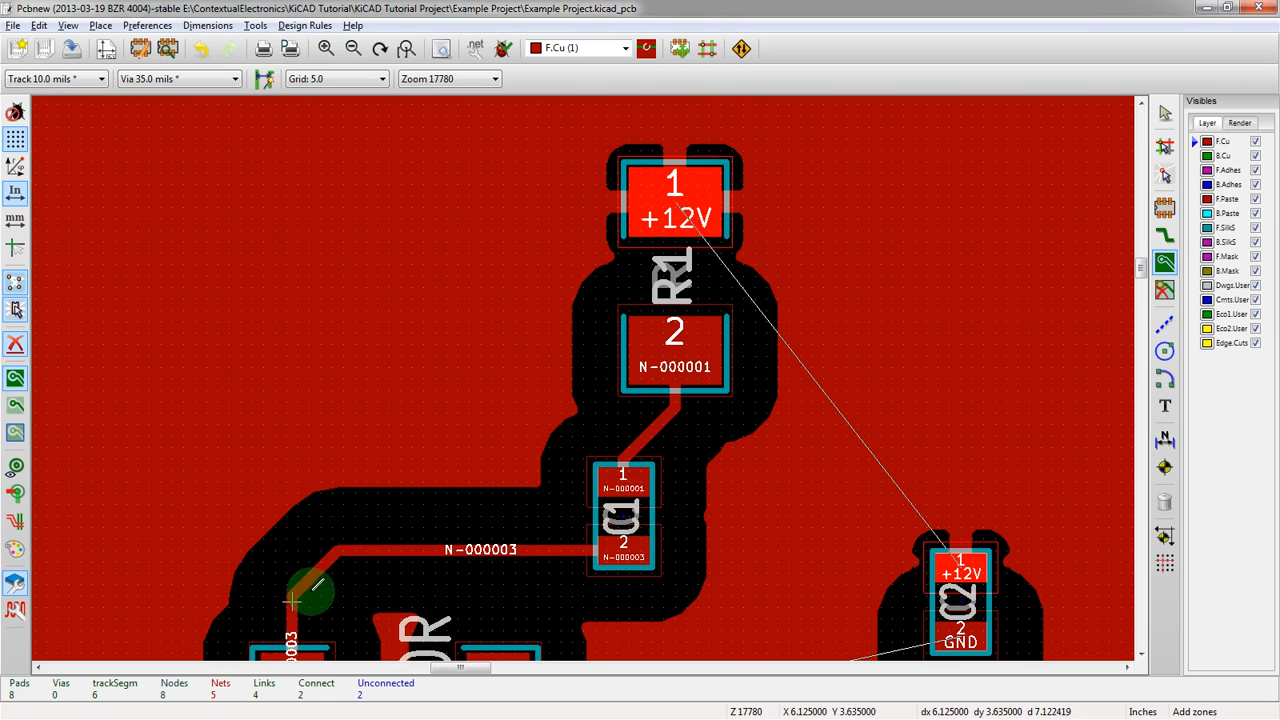 Pcbnew (2013-03-19 BZR 4004)-stable E:\ContextualElectronics\KiCAD Tutorial\KiCAD Tutorial Project\Example Project\Example Project.kicad_pcb
File Edit View Place Preferences Dimensions Tools Design Rules Help
.net F.Cu (1)
Track 10.0 mils * Via 35.0 mils * Grid: 5.0 Zoom 17780
Visibles
Layer Render
F.Cu
B.Cu
F.Adhes
B.Adhes
F.Paste
B.Paste
F.SilkS
B.SilkS
F.Mask
B.Mask
Dwgs.User
Cmts.User
Eco1.User
Eco2.User
Edge.Cuts
In
mm
T
N
1
+12V
R1
2
N-000001
1
N-000001
C1
2
N-000003
N-000003
1
+12V
C2
2
GND
0003
DR
Pads Vias trackSegm Nodes Nets Links Connect Unconnected
8 0 6 8 5 4 2 2
Z 17780 X 6.125000 Y 3.635000 dx 6.125000 dy 3.635000 d 7.122419 Inches Add zones